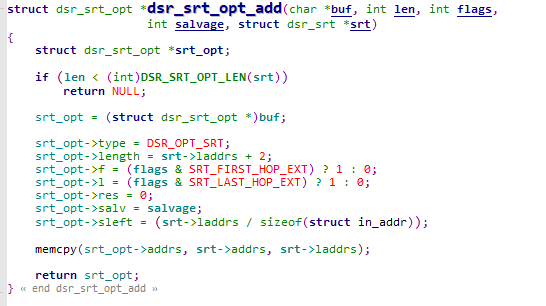 struct dsr_srt_opt *dsr_srt_opt_add(char *buf, int len, int flags,
int salvage, struct dsr_srt *srt)
{
struct dsr_srt_opt *srt_opt;
if (len < (int)DSR_SRT_OPT_LEN(srt))
return NULL;
srt_opt = (struct dsr_srt_opt *)buf;
srt_opt->type = DSR_OPT_SRT;
srt_opt->length = srt->laddrs + 2;
srt_opt->f = (flags & SRT_FIRST_HOP_EXT) ? 1 : 0;
srt_opt->l = (flags & SRT_LAST_HOP_EXT) ? 1 : 0;
srt_opt->res = 0;
srt_opt->salv = salvage;
srt_opt->sleft = (srt->laddrs / sizeof(struct in_addr));
memcpy(srt_opt->addrs, srt->addrs, srt->laddrs);
return srt_opt;
} « end dsr_srt_opt_add »